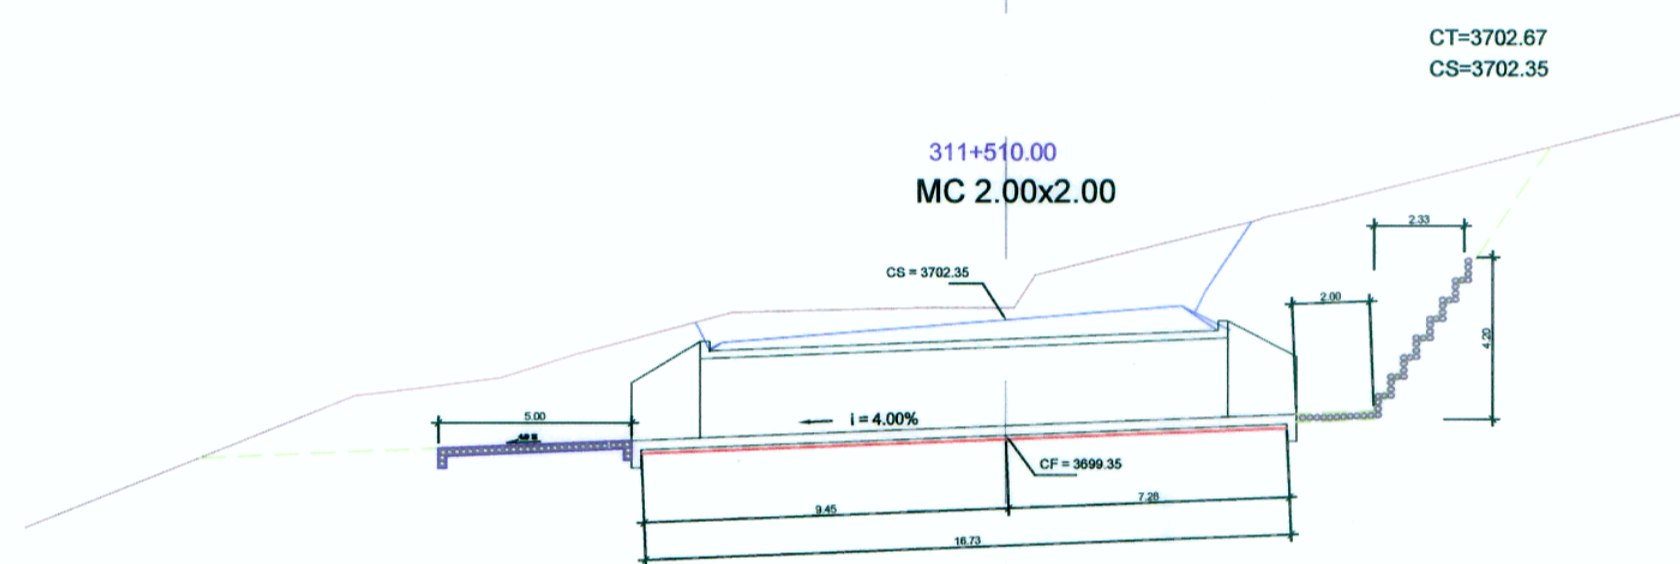 CT=3702.67
CS=3702.35
311+510.00
MC 2.00x2.00
2.33
CS = 3702.35
2.00
4.20
5.00
i = 4.00%
CF = 3699.35
7.28
9.45
16.73